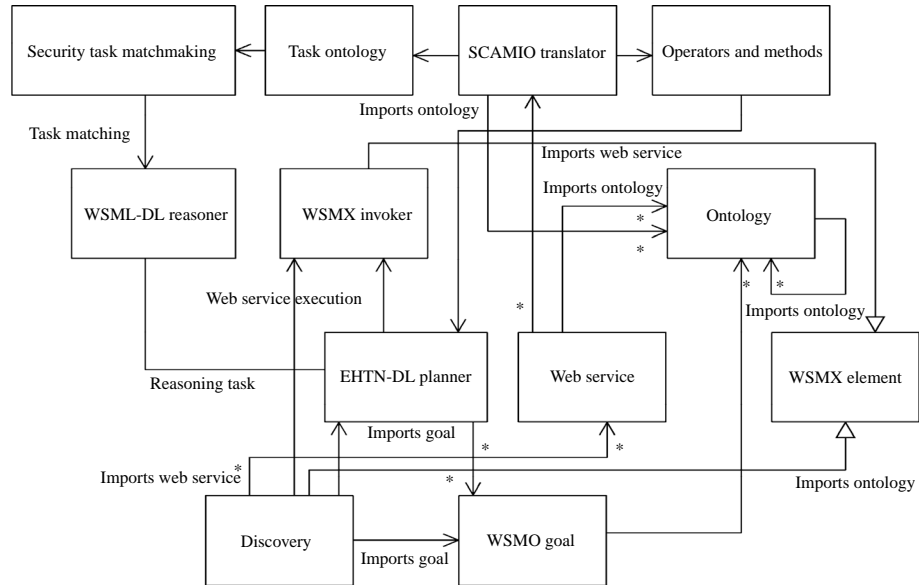 Security task matchmaking
Task ontology
SCAMIO translator
Operators and methods
Imports ontology
Task matching
Imports web service
WSML-DL reasoner
WSMX invoker
Imports ontology
Ontology
*
*
Web service execution
*
*
*
Imports ontology
Reasoning task
EHTN-DL planner
Web service
WSMX element
Imports goal
*
*
Imports web service
*
*
Imports ontology
Discovery
Imports goal
WSMO goal